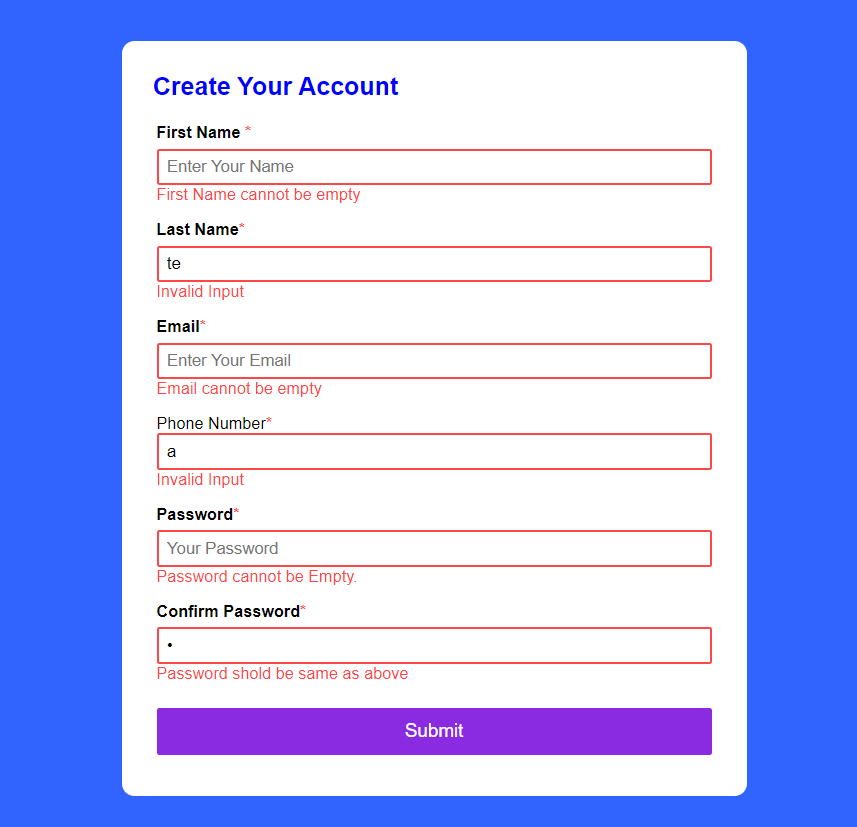 Create Your Account
First Name *
Enter Your Name
First Name cannot be empty
Last Name*
te
Invalid Input
Email*
Enter Your Email
Email cannot be empty
Phone Number*
a
Invalid Input
Password*
Your Password
Password cannot be Empty.
Confirm Password*
•
Password shold be same as above
Submit